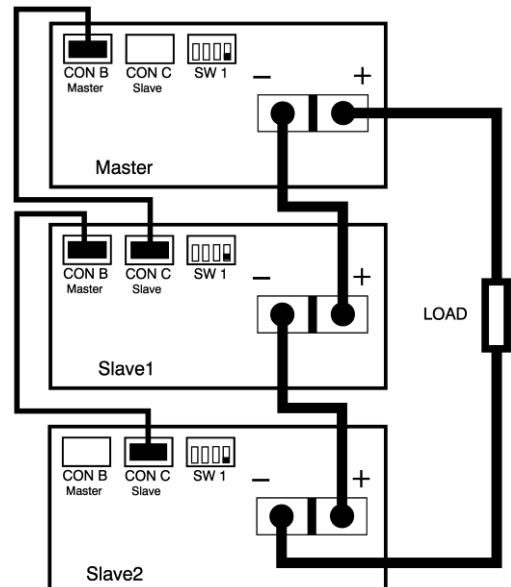 CON B CON C SW 1
Master Slave
− +
Master
CON B CON C SW 1
Master Slave
− +
LOAD
Slave1
CON B CON C SW 1
Master Slave
− +
Slave2